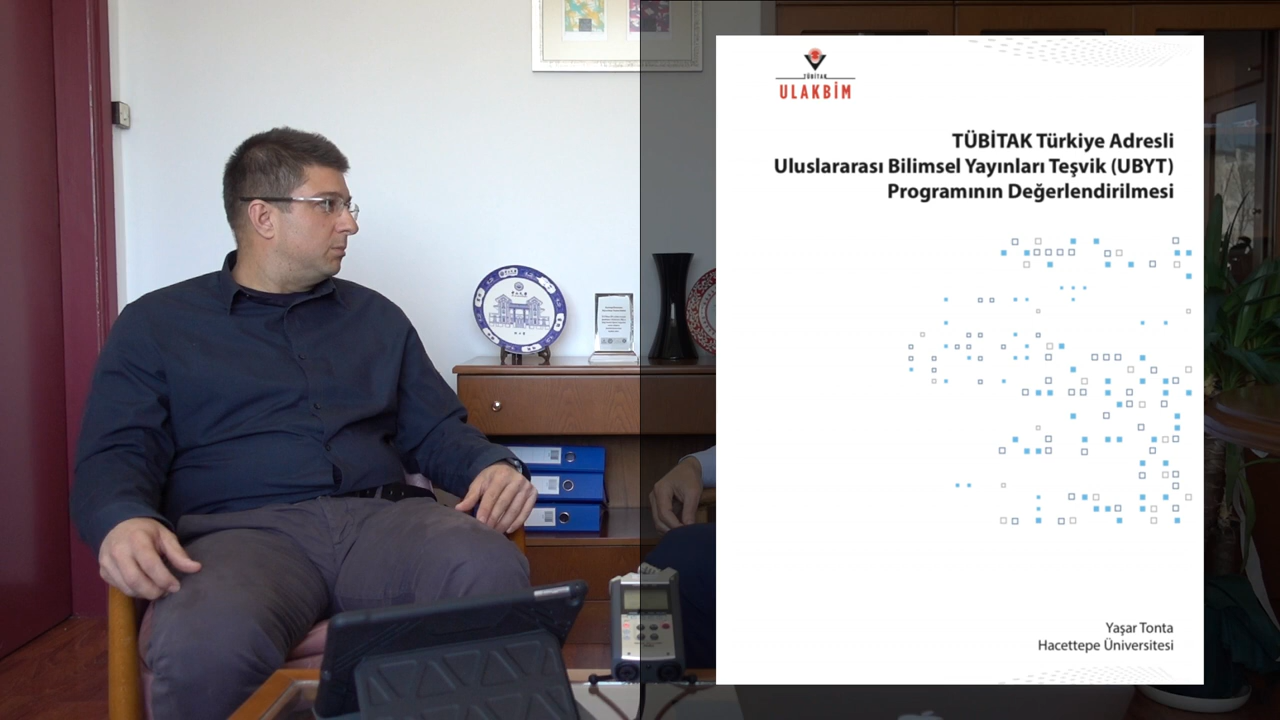 TÜBİTAK
ULAKBİM
TÜBİTAK Türkiye Adresli
Uluslararası Bilimsel Yayınları Teşvik (UBYT)
Programının Değerlendirilmesi
Yaşar Tonta
Hacettepe Üniversitesi